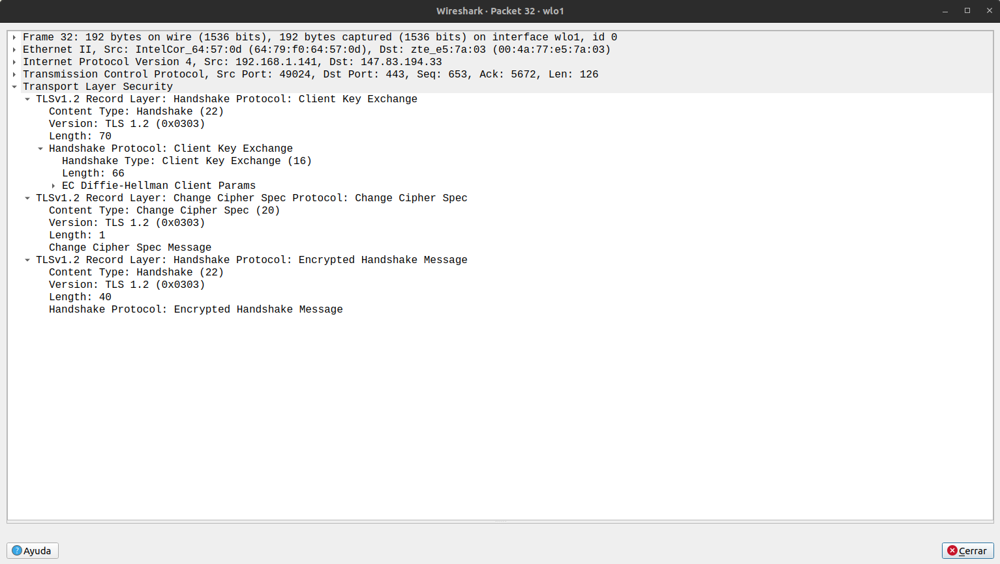 Wireshark · Packet 32 · wlo1
Frame 32: 192 bytes on wire (1536 bits), 192 bytes captured (1536 bits) on interface wlo1, id 0
Ethernet II, Src: IntelCor_64:57:0d (64:79:f0:64:57:0d), Dst: zte_e5:7a:03 (00:4a:77:e5:7a:03)
Internet Protocol Version 4, Src: 192.168.1.141, Dst: 147.83.194.33
Transmission Control Protocol, Src Port: 49024, Dst Port: 443, Seq: 653, Ack: 5672, Len: 126
Transport Layer Security
TLSv1.2 Record Layer: Handshake Protocol: Client Key Exchange
Content Type: Handshake (22)
Version: TLS 1.2 (0x0303)
Length: 70
Handshake Protocol: Client Key Exchange
Handshake Type: Client Key Exchange (16)
Length: 66
EC Diffie-Hellman Client Params
TLSv1.2 Record Layer: Change Cipher Spec Protocol: Change Cipher Spec
Content Type: Change Cipher Spec (20)
Version: TLS 1.2 (0x0303)
Length: 1
Change Cipher Spec Message
TLSv1.2 Record Layer: Handshake Protocol: Encrypted Handshake Message
Content Type: Handshake (22)
Version: TLS 1.2 (0x0303)
Length: 40
Handshake Protocol: Encrypted Handshake Message
Ayuda
Cerrar